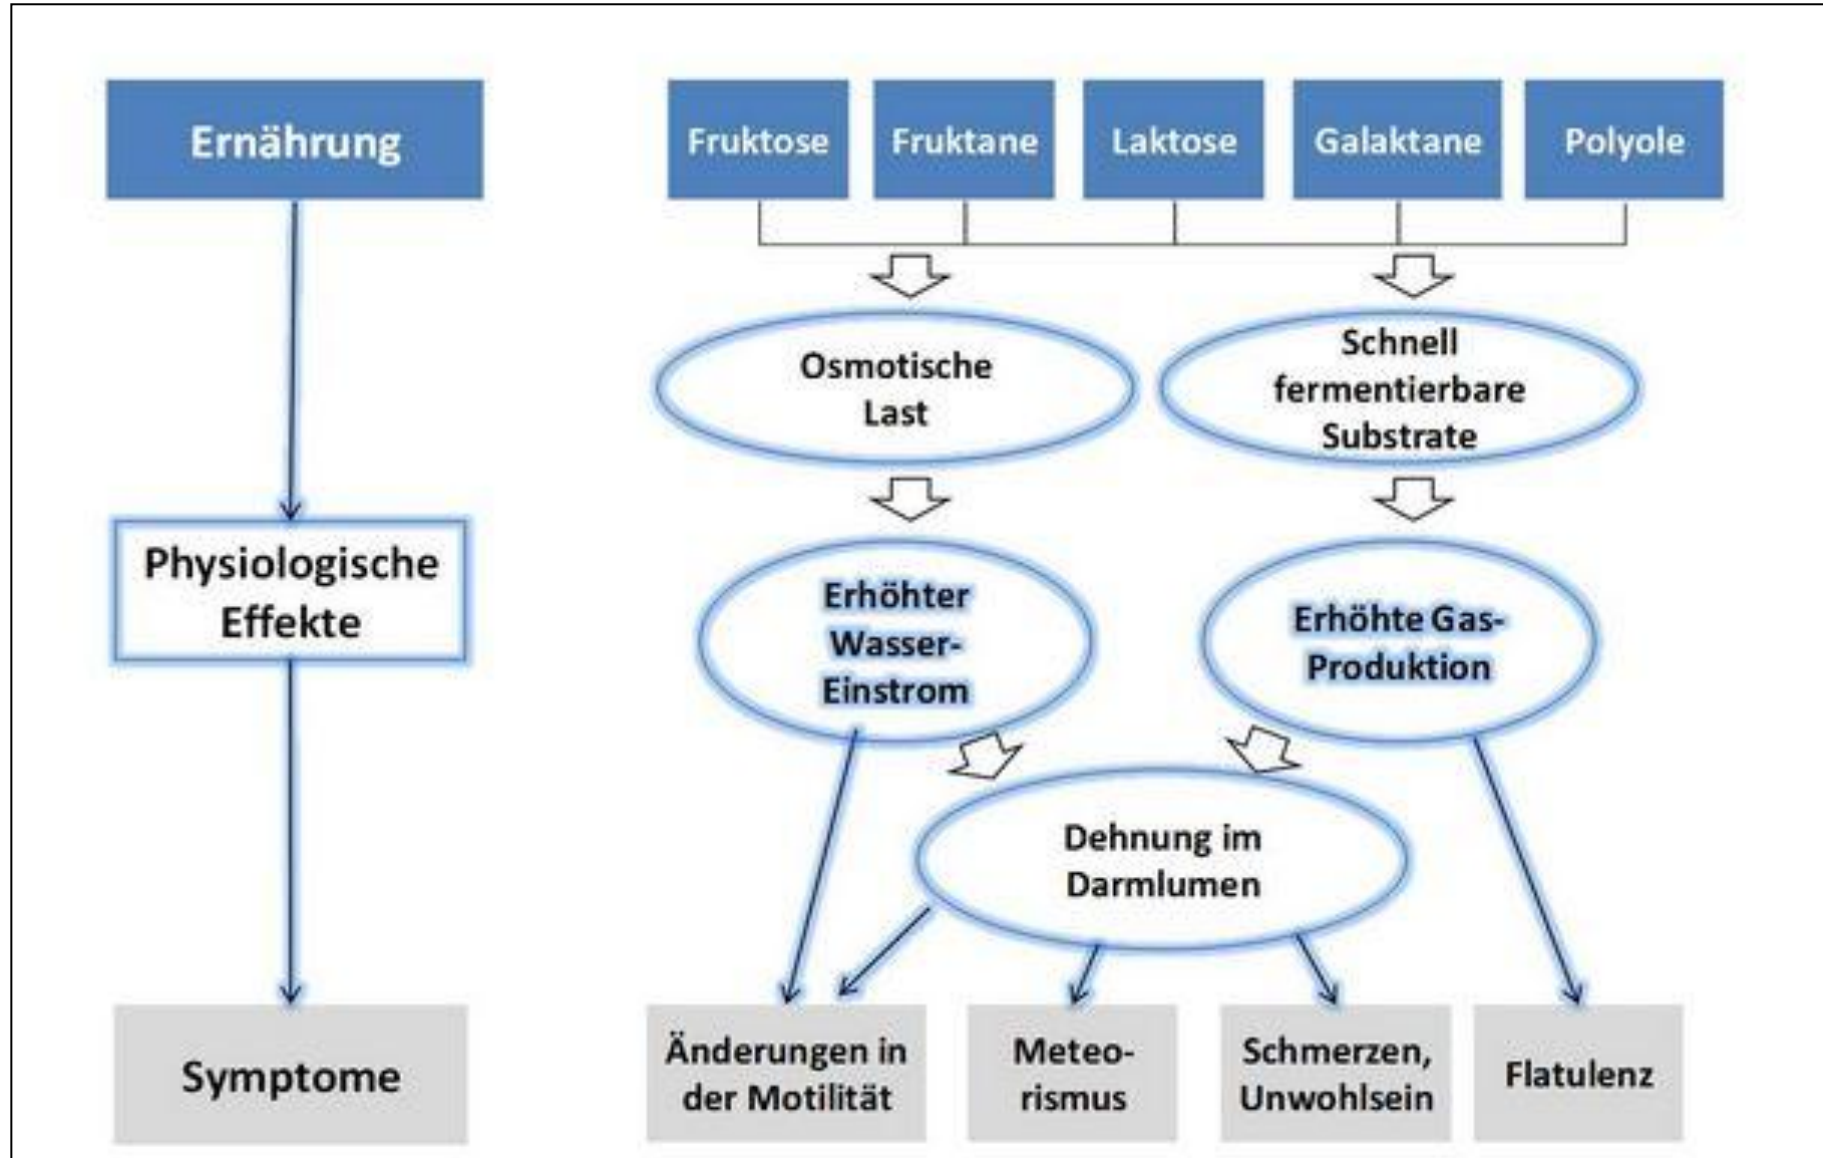 Ernährung
Fruktose
Fruktane
Laktose
Galaktane
Polyole
Osmotische
Last
Schnell
fermentierbare
Substrate
Physiologische
Effekte
Erhöhter
Wasser-
Einstrom
Erhöhte Gas-
Produktion
Dehnung im
Darmlumen
Symptome
Änderungen in
der Motilität
Meteo-
rismus
Schmerzen,
Unwohlsein
Flatulenz